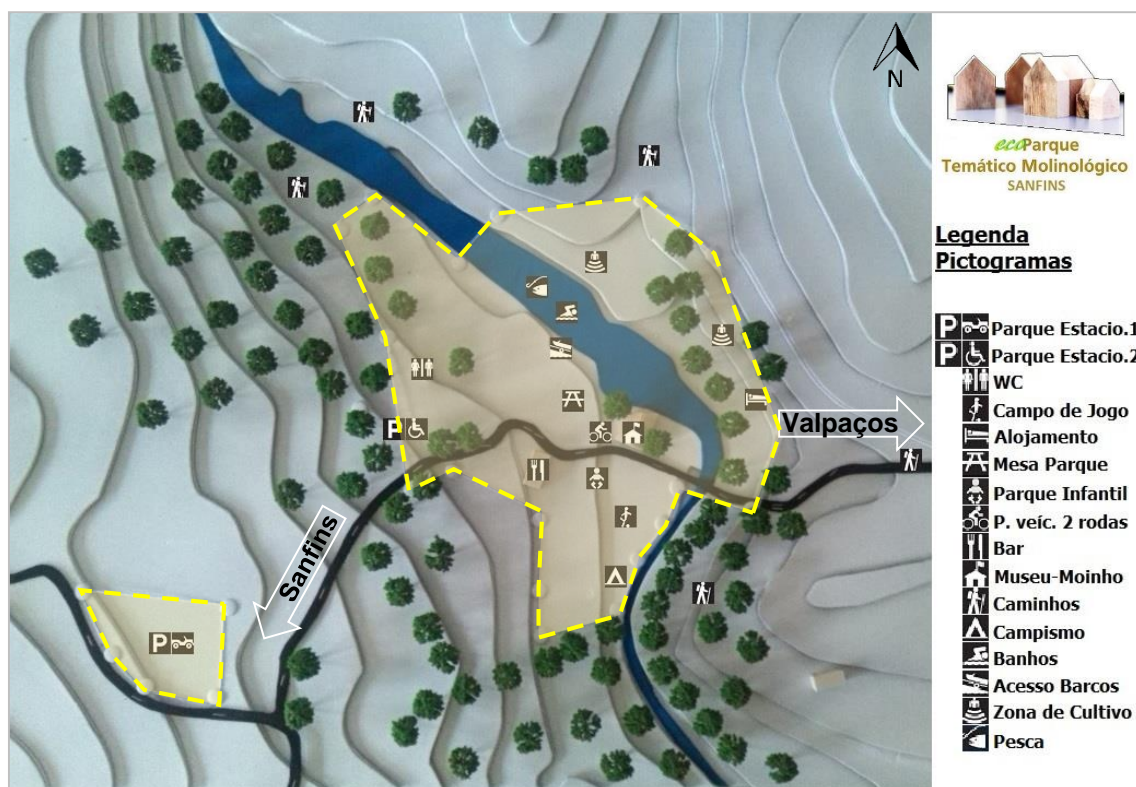 N
ecoParque
Temático Molinológico
SANFINS
Legenda
Pictogramas
P Parque Estacio.1
P Parque Estacio.2
WC
Campo de Jogo
Alojamento
Mesa Parque
Parque Infantil
P. veíc. 2 rodas
Bar
Museu-Moinho
Caminhos
Campismo
Banhos
Acesso Barcos
Zona de Cultivo
Pesca
P
Valpaços
Sanfins
P